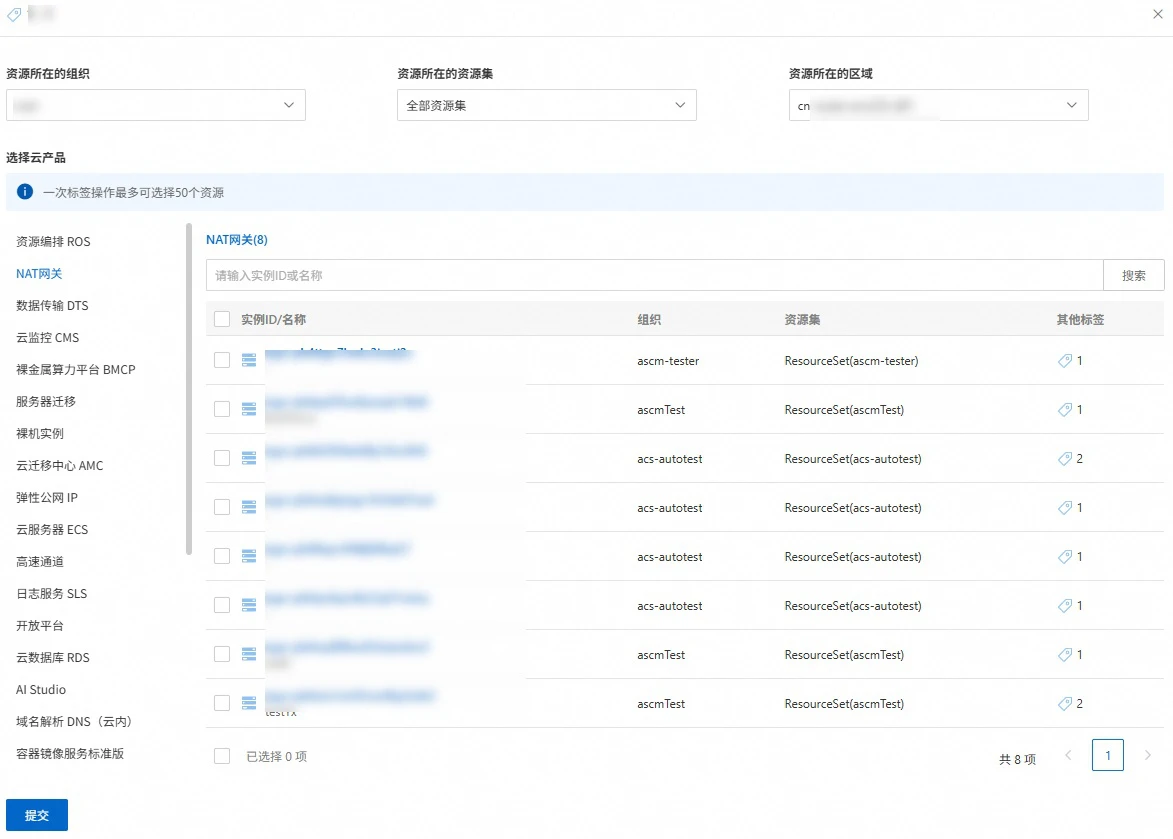 资源所在的组织
资源所在的资源集
资源所在的区域
全部资源集
cn
选择云产品
一次标签操作最多可选择50个资源
资源编排 ROS
NAT网关
数据传输 DTS
云监控 CMS
裸金属算力平台 BMCP
服务器迁移
裸机实例
云迁移中心 AMC
弹性公网 IP
云服务器 ECS
高速通道
日志服务 SLS
开放平台
云数据库 RDS
AI Studio
域名解析 DNS（云内）
容器镜像服务标准版
NAT网关(8)
请输入实例ID或名称
搜索
实例ID/名称 组织 资源集 其他标签
ascm-tester ResourceSet(ascm-tester) 1
ascmTest ResourceSet(ascmTest) 1
acs-autotest ResourceSet(acs-autotest) 2
acs-autotest ResourceSet(acs-autotest) 1
acs-autotest ResourceSet(acs-autotest) 1
acs-autotest ResourceSet(acs-autotest) 1
ascmTest ResourceSet(ascmTest) 1
ascmTest ResourceSet(ascmTest) 2
已选择 0 项
共 8 项
1
提交